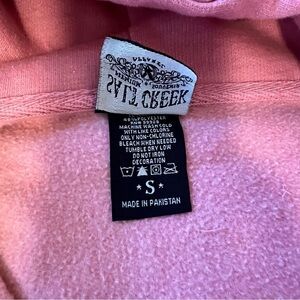 SALT CREEK
POLYESTER
MACHINE WASH COLD
WITH LIKE COLORS
ONLY NON-CHLORINE
BLEACH WHEN NEEDED
TUMBLE DRY LOW
DO NOT IRON
DECORATION
S
MADE IN PAKISTAN